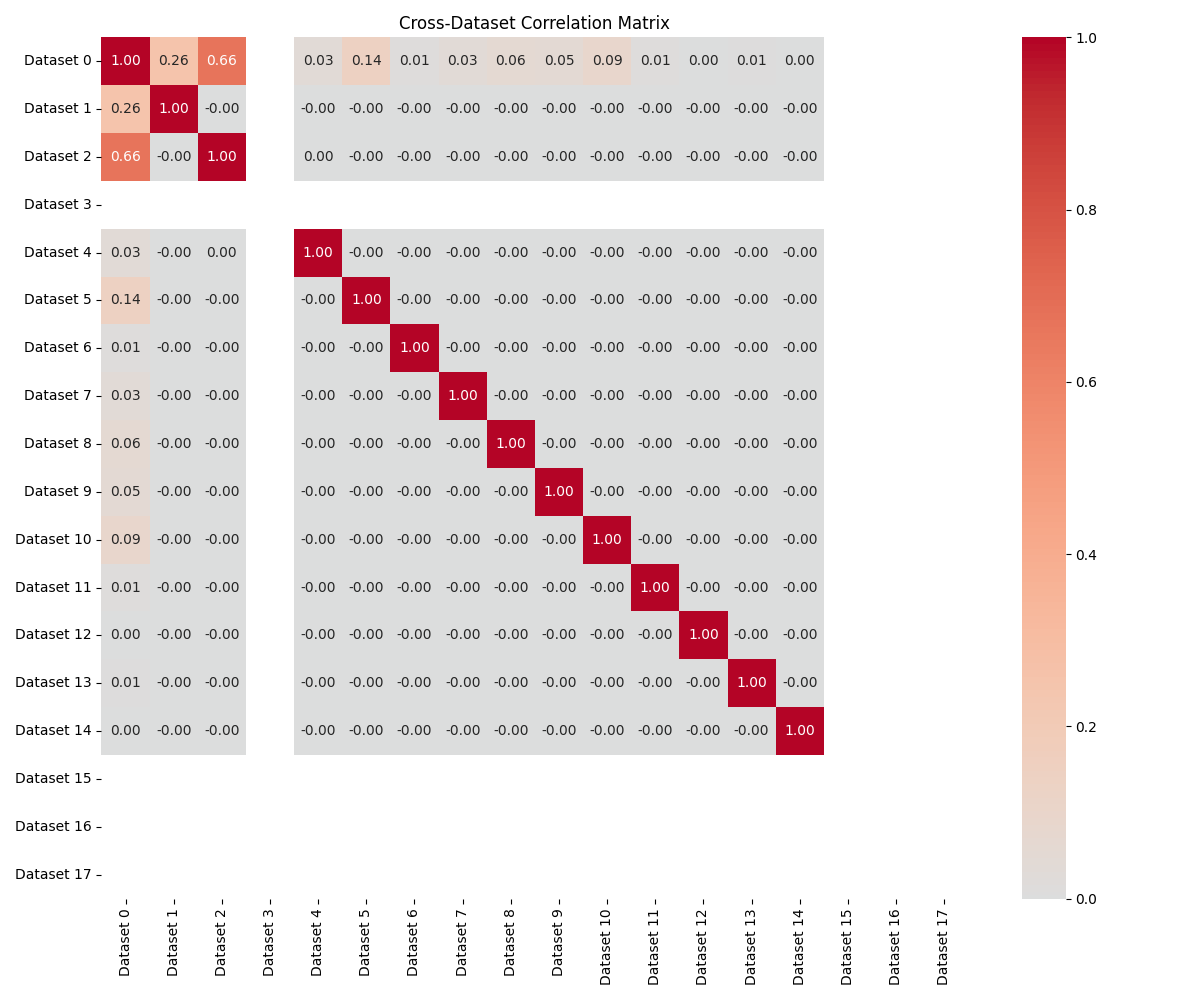 Cross-Dataset Correlation Matrix
Dataset 0 1.00 0.26 0.66 0.03 0.14 0.01 0.03 0.06 0.05 0.09 0.01 0.00 0.01 0.00
Dataset 1 0.26 1.00 -0.00 -0.00 -0.00 -0.00 -0.00 -0.00 -0.00 -0.00 -0.00 -0.00 -0.00 -0.00
Dataset 2 0.66 -0.00 1.00 0.00 -0.00 -0.00 -0.00 -0.00 -0.00 -0.00 -0.00 -0.00 -0.00 -0.00
Dataset 3
Dataset 4 0.03 -0.00 0.00 1.00 -0.00 -0.00 -0.00 -0.00 -0.00 -0.00 -0.00 -0.00 -0.00 -0.00
Dataset 5 0.14 -0.00 -0.00 -0.00 1.00 -0.00 -0.00 -0.00 -0.00 -0.00 -0.00 -0.00 -0.00 -0.00
Dataset 6 0.01 -0.00 -0.00 -0.00 -0.00 1.00 -0.00 -0.00 -0.00 -0.00 -0.00 -0.00 -0.00 -0.00
Dataset 7 0.03 -0.00 -0.00 -0.00 -0.00 -0.00 1.00 -0.00 -0.00 -0.00 -0.00 -0.00 -0.00 -0.00
Dataset 8 0.06 -0.00 -0.00 -0.00 -0.00 -0.00 -0.00 1.00 -0.00 -0.00 -0.00 -0.00 -0.00 -0.00
Dataset 9 0.05 -0.00 -0.00 -0.00 -0.00 -0.00 -0.00 -0.00 1.00 -0.00 -0.00 -0.00 -0.00 -0.00
Dataset 10 0.09 -0.00 -0.00 -0.00 -0.00 -0.00 -0.00 -0.00 -0.00 1.00 -0.00 -0.00 -0.00 -0.00
Dataset 11 0.01 -0.00 -0.00 -0.00 -0.00 -0.00 -0.00 -0.00 -0.00 -0.00 1.00 -0.00 -0.00 -0.00
Dataset 12 0.00 -0.00 -0.00 -0.00 -0.00 -0.00 -0.00 -0.00 -0.00 -0.00 -0.00 1.00 -0.00 -0.00
Dataset 13 0.01 -0.00 -0.00 -0.00 -0.00 -0.00 -0.00 -0.00 -0.00 -0.00 -0.00 -0.00 1.00 -0.00
Dataset 14 0.00 -0.00 -0.00 -0.00 -0.00 -0.00 -0.00 -0.00 -0.00 -0.00 -0.00 -0.00 -0.00 1.00
Dataset 15
Dataset 16
Dataset 17
Dataset 0
Dataset 1
Dataset 2
Dataset 3
Dataset 4
Dataset 5
Dataset 6
Dataset 7
Dataset 8
Dataset 9
Dataset 10
Dataset 11
Dataset 12
Dataset 13
Dataset 14
Dataset 15
Dataset 16
Dataset 17
1.0
0.8
0.6
0.4
0.2
0.0